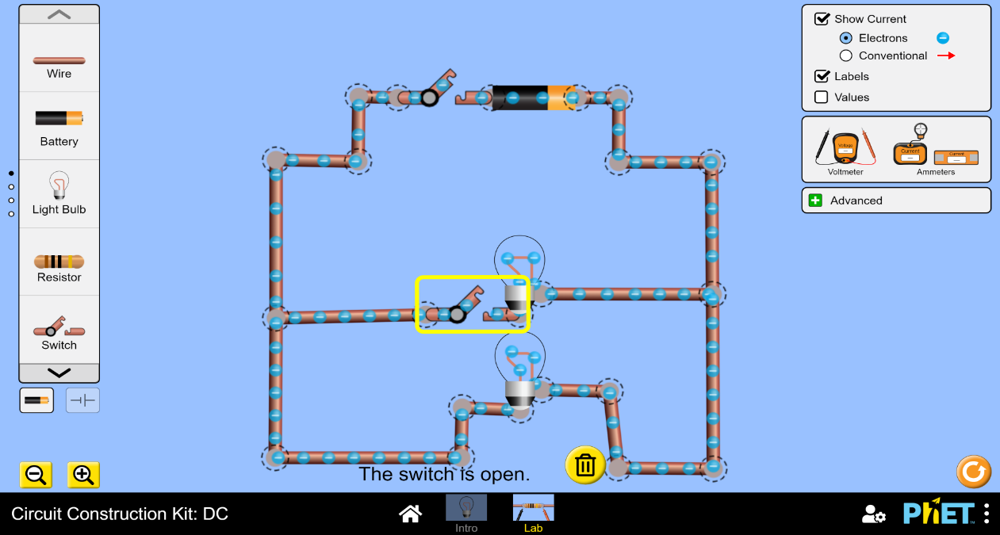 Wire
Battery
Light Bulb
Resistor
Switch
Show Current
Electrons
Conventional
Labels
Values
Voltage
Voltmeter
Current
Current
Ammeters
Advanced
The switch is open.
Circuit Construction Kit: DC
Intro
Lab
PhET